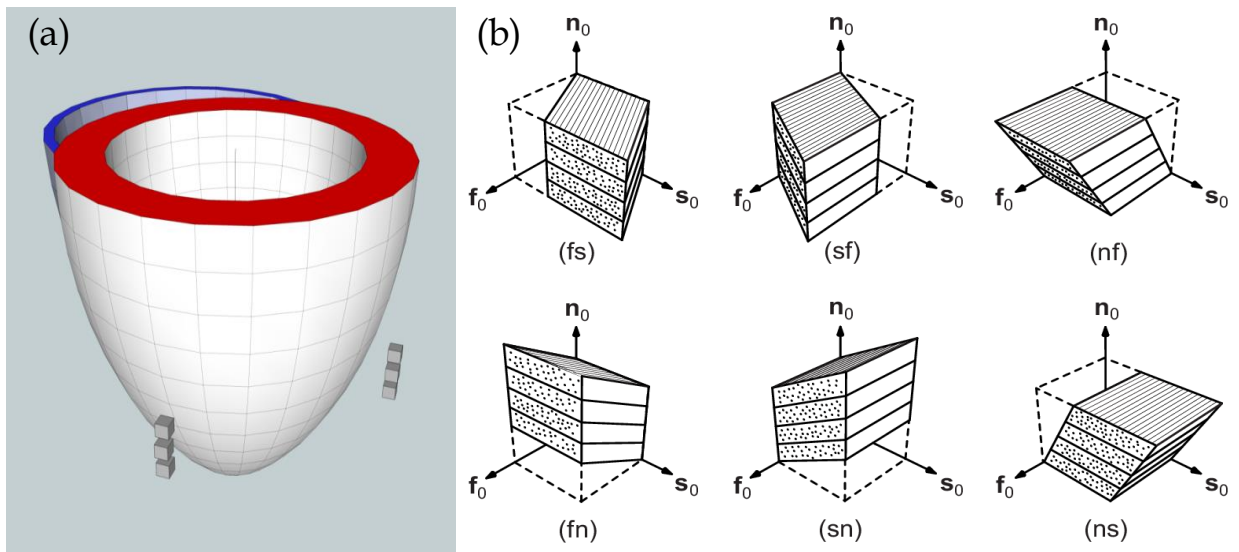 (a)
(b)
n₀
f₀
s₀
(fs)
n₀
f₀
s₀
(sf)
n₀
f₀
s₀
(nf)
n₀
f₀
s₀
(fn)
n₀
f₀
s₀
(sn)
n₀
f₀
s₀
(ns)